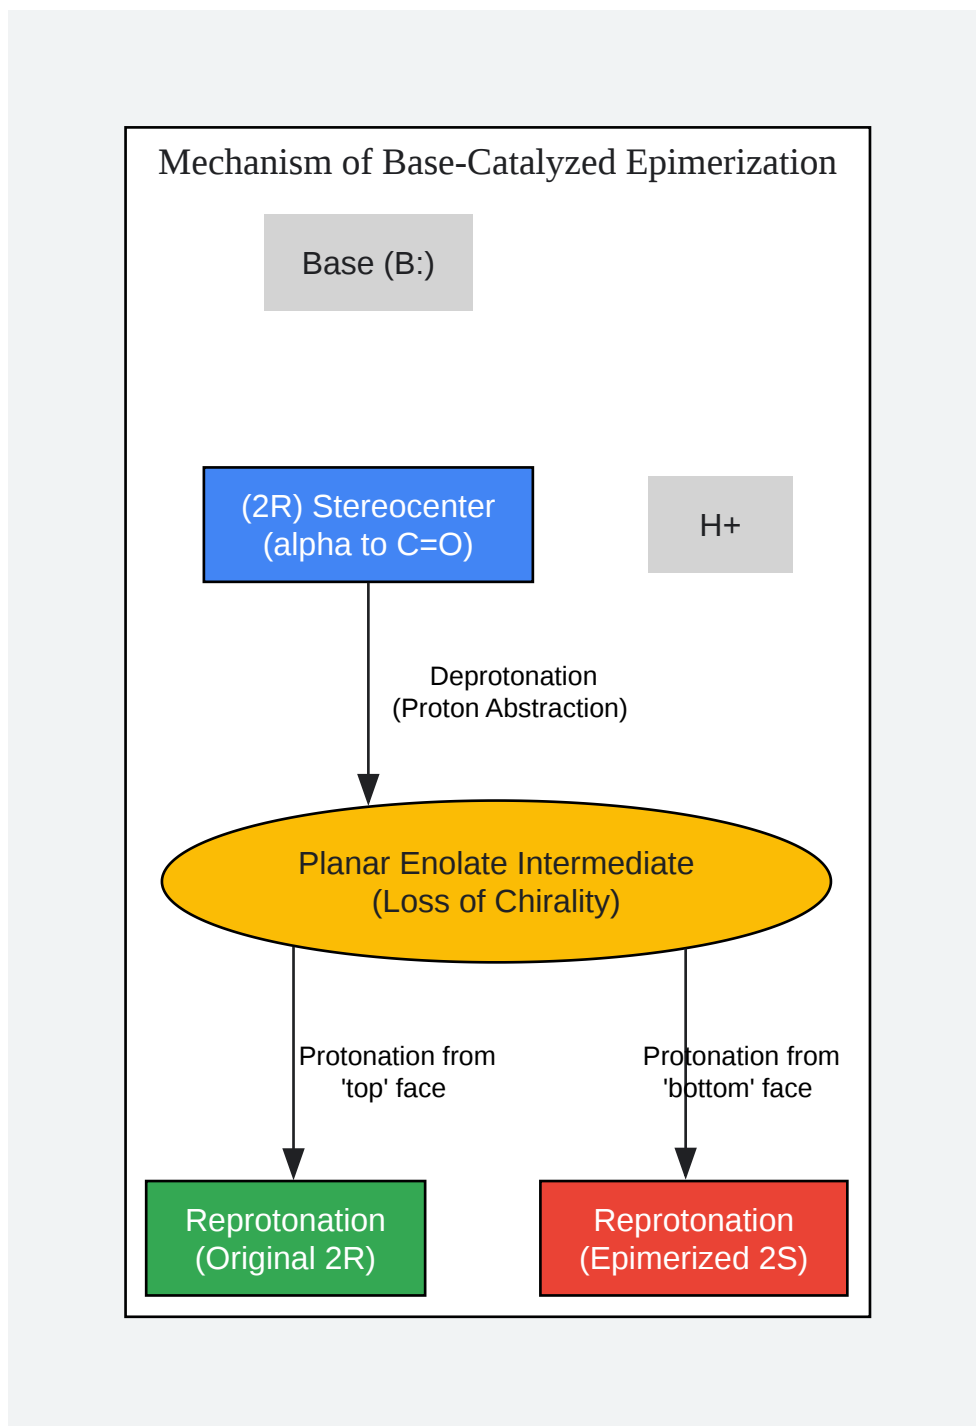 Mechanism of Base-Catalyzed Epimerization
Base (B:)
(2R) Stereocenter
(alpha to C=O)
H+
Deprotonation
(Proton Abstraction)
Planar Enolate Intermediate
(Loss of Chirality)
Protonation from
'top' face
Protonation from
'bottom' face
Reprotonation
(Original 2R)
Reprotonation
(Epimerized 2S)